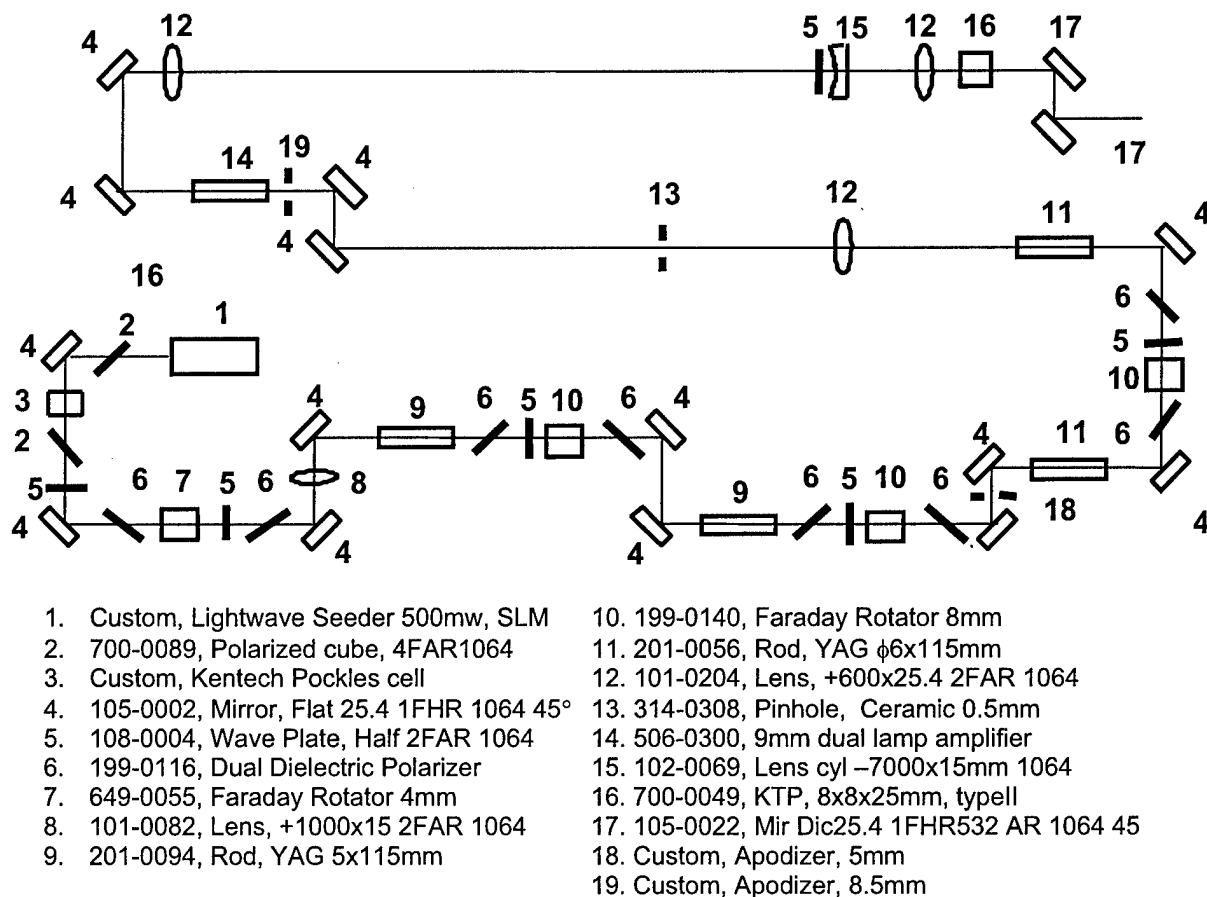 4 12 5 15 12 16 17
4 14 19 4 13 12 11 4
4 17
16 6
4 2 1 5
3 4 9 6 5 10 6 4 10
2 4 11 6
5 6 7 5 6 8 9 6 5 10 6 18
4 4 4 4
1. Custom, Lightwave Seeder 500mw, SLM
2. 700-0089, Polarized cube, 4FAR1064
3. Custom, Kentech Pockles cell
4. 105-0002, Mirror, Flat 25.4 1FHR 1064 45°
5. 108-0004, Wave Plate, Half 2FAR 1064
6. 199-0116, Dual Dielectric Polarizer
7. 649-0055, Faraday Rotator 4mm
8. 101-0082, Lens, +1000x15 2FAR 1064
9. 201-0094, Rod, YAG 5x115mm
10. 199-0140, Faraday Rotator 8mm
11. 201-0056, Rod, YAG ϕ6x115mm
12. 101-0204, Lens, +600x25.4 2FAR 1064
13. 314-0308, Pinhole, Ceramic 0.5mm
14. 506-0300, 9mm dual lamp amplifier
15. 102-0069, Lens cyl –7000x15mm 1064
16. 700-0049, KTP, 8x8x25mm, typeII
17. 105-0022, Mir Dic25.4 1FHR532 AR 1064 45
18. Custom, Apodizer, 5mm
19. Custom, Apodizer, 8.5mm